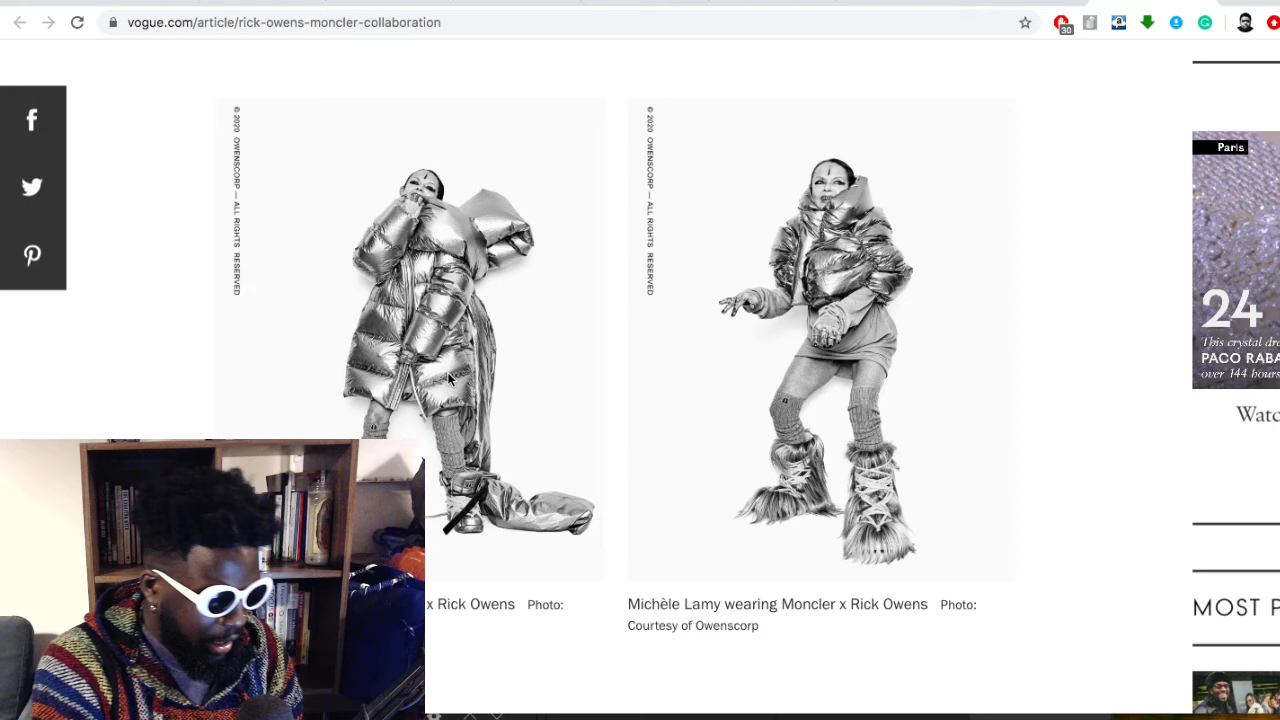 vogue.com/article/rick-owens-moncler-collaboration
30
© 2020 OWENSCORP — ALL RIGHTS RESERVED
© 2020 OWENSCORP — ALL RIGHTS RESERVED
Paris
24
This crystal dre
PACO RABA
over 144 hours
Watc
x Rick Owens Photo:
Michèle Lamy wearing Moncler x Rick Owens Photo:
Courtesy of Owenscorp
MOST P